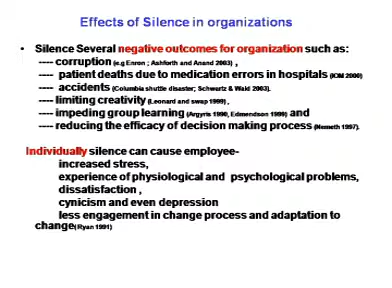 Effects of Silence in organizations
• Silence Several negative outcomes for organization such as:
---- corruption (e.g Enron ; Ashforth and Anand 2003) ,
---- patient deaths due to medication errors in hospitals (IOM 2000)
---- accidents (Columbia shuttle disaster; Schwartz & Wald 2003).
---- limiting creativity (Leonard and swap 1999) ,
---- impeding group learning (Argyris 1990, Edmendson 1999) and
---- reducing the efficacy of decision making process (Nemeth 1997).
Individually silence can cause employee-
increased stress,
experience of physiological and psychological problems,
dissatisfaction ,
cynicism and even depression
less engagement in change process and adaptation to
change( Ryan 1991)